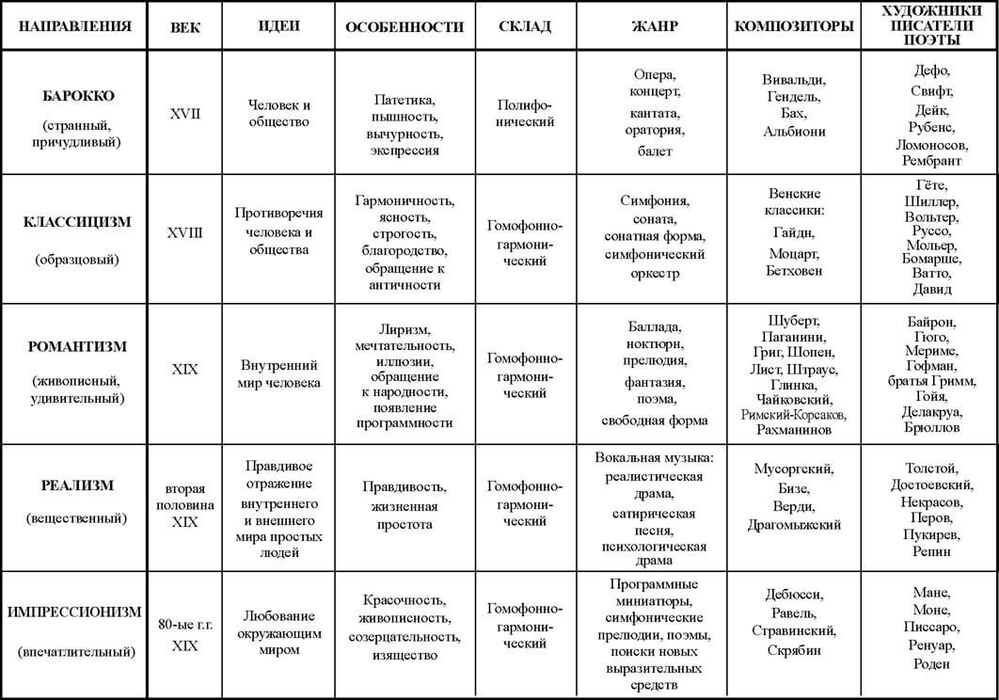 НАПРАВЛЕНИЯ
ВЕК
ИДЕИ
ОСОБЕННОСТИ
СКЛАД
ЖАНР
КОМПОЗИТОРЫ
ХУДОЖНИКИ
ПИСАТЕЛИ
ПОЭТЫ
БАРОККО
(странный,
причудливый)
XVII
Человек и
общество
Патетика,
пышность,
вычурность,
экспрессия
Полифо-
нический
Опера,
концерт,
кантата,
оратория,
балет
Вивальди,
Гендель,
Бах,
Альбиони
Дефо,
Свифт,
Дейк,
Рубенс,
Ломоносов,
Рембрант
КЛАССИЦИЗМ
(образцовый)
XVIII
Противоречия
человека и
общества
Гармоничность,
ясность,
строгость,
благородство,
обращение к
античности
Гомофонно-
гармони-
ческий
Симфония,
соната,
сонатная форма,
симфонический
оркестр
Венские
классики:
Гайдн,
Моцарт,
Бетховен
Гёте,
Шиллер,
Вольтер,
Руссо,
Мольер,
Бомарше,
Ватто,
Давид
РОМАНТИЗМ
(живописный,
удивительный)
XIX
Внутренний
мир человека
Лиризм,
мечтательность,
иллюзии,
обращение
к народности,
появление
программности
Гомофонно-
гармони-
ческий
Баллада,
ноктюрн,
прелюдия,
фантазия,
поэма,
свободная форма
Шуберт,
Паганини,
Григ, Шопен,
Лист, Штраус,
Глинка,
Чайковский,
Римский-Корсаков,
Рахманинов
Байрон,
Гюго,
Мериме,
Гофман,
братья Гримм,
Гойя,
Делакруа,
Брюллов
РЕАЛИЗМ
(вещественный)
вторая
половина
XIX
Правдивое
отражение
внутреннего
и внешнего
мира простых
людей
Правдивость,
жизненная
простота
Гомофонно-
гармони-
ческий
Вокальная музыка:
реалистическая
драма,
сатирическая
песня,
психологическая
драма
Мусоргский,
Бизе,
Верди,
Драгомыжский
Толстой,
Достоевский,
Некрасов,
Перов,
Пукирев,
Репин
ИМПРЕССИОНИЗМ
(впечатлительный)
80-ые г.г.
XIX
Любование
окружающим
миром
Красочность,
живописность,
созерцательность,
изящество
Гомофонно-
гармони-
ческий
Программные
миниатюры,
симфонические
прелюдии, поэмы,
поиски новых
выразительных
средств
Дебюсси,
Равель,
Стравинский,
Скрябин
Мане,
Моне,
Писсаро,
Ренуар,
Роден